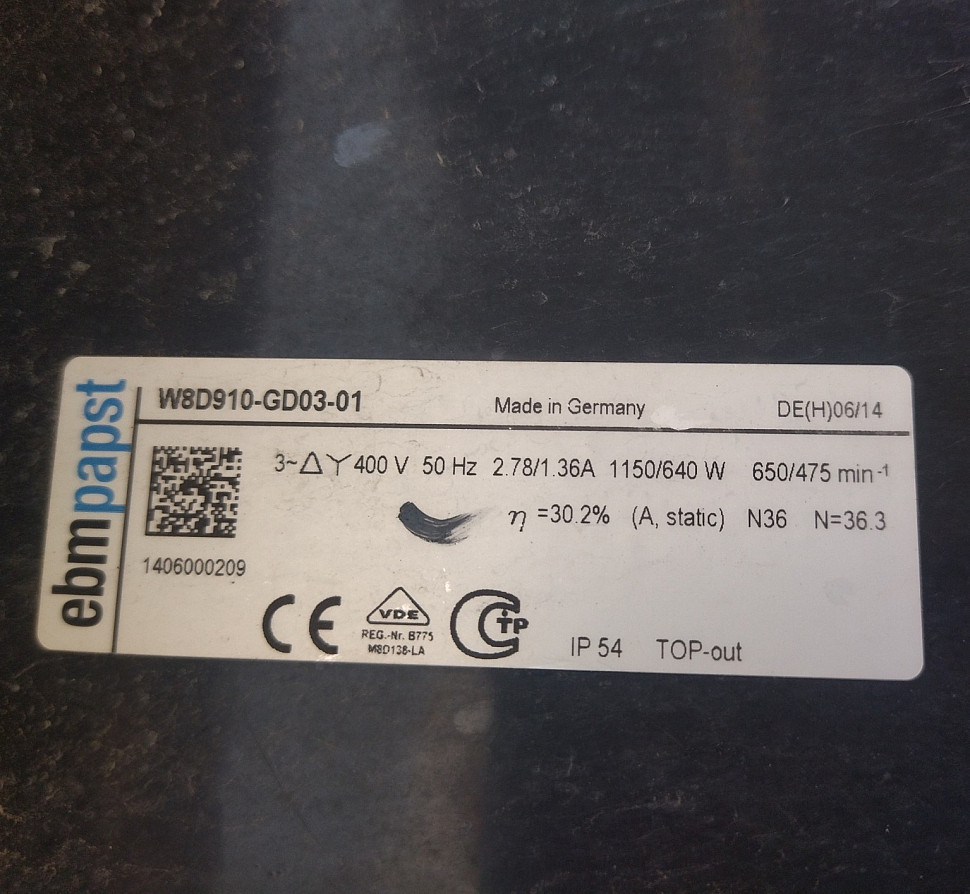 ebmpapst
W8D910-GD03-01 Made in Germany DE(H)06/14
3~ΔY 400 V 50 Hz 2.78/1.36A 1150/640 W 650/475 min⁻¹
η =30.2% (A, static) N36 N=36.3
1406000209
CE VDE
REG.-Nr. B775
M8D138-LA
IP 54 TOP-out